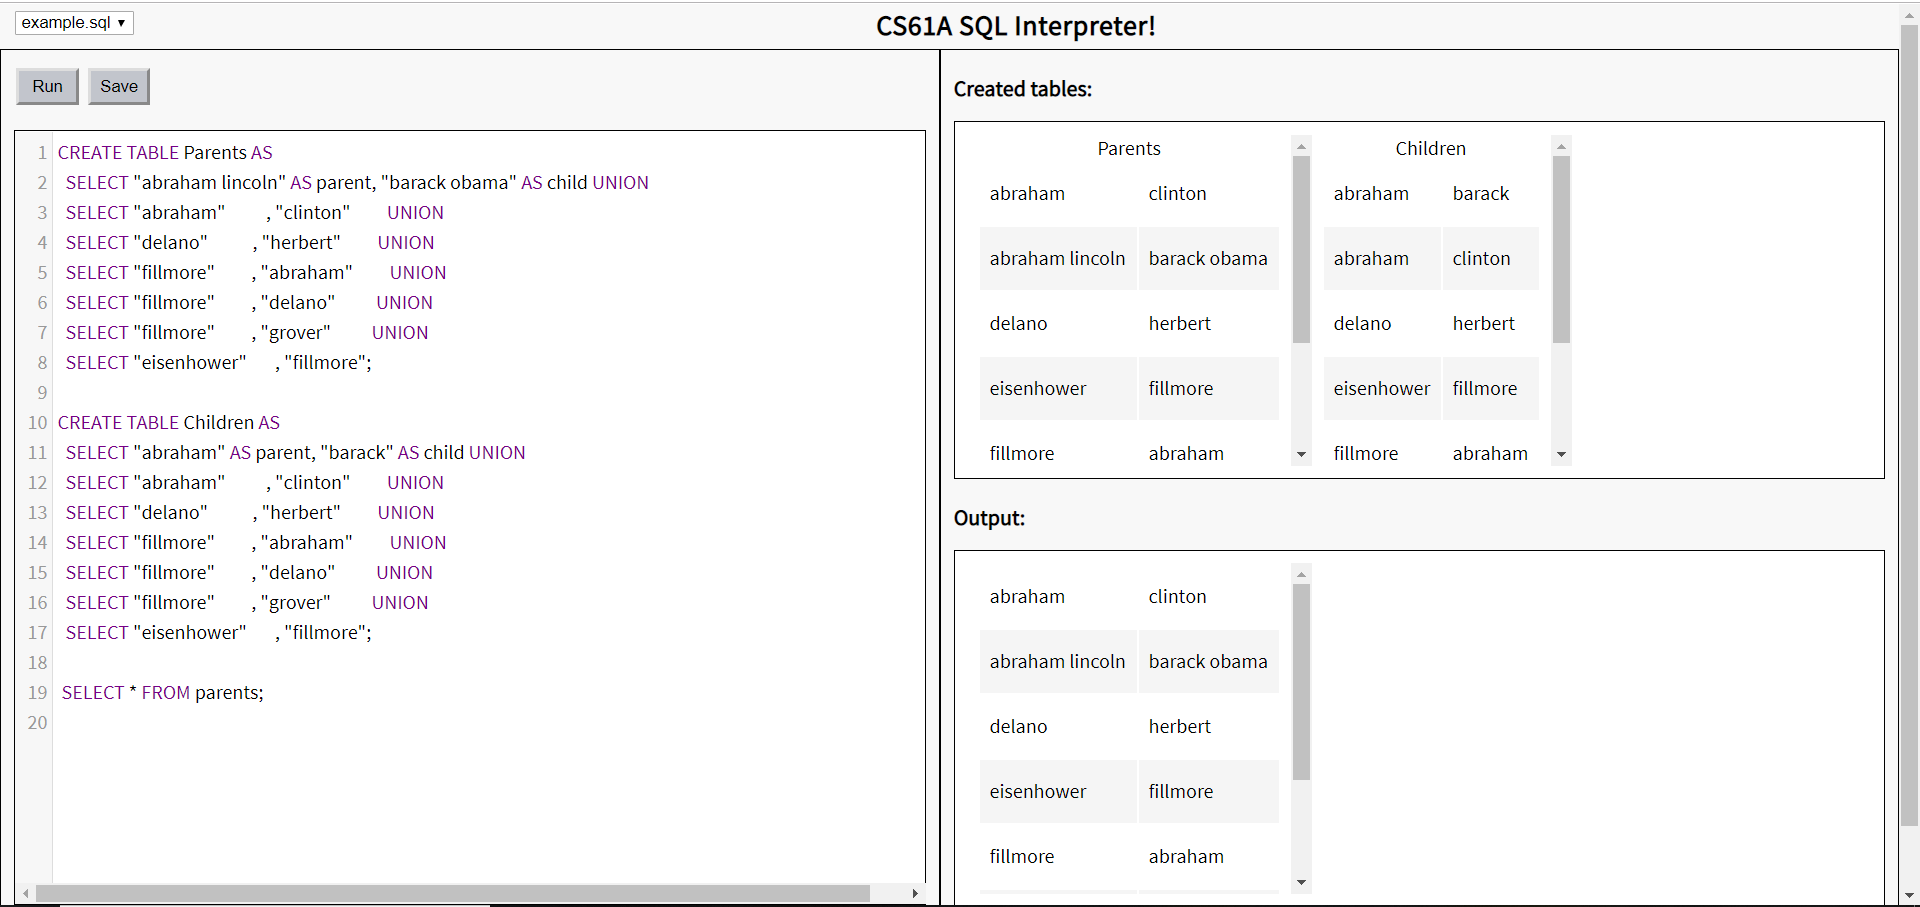 example.sql
CS61A SQL Interpreter!
Run Save
1 CREATE TABLE Parents AS
2 SELECT "abraham lincoln" AS parent, "barack obama" AS child UNION
3 SELECT "abraham" , "clinton" UNION
4 SELECT "delano" , "herbert" UNION
5 SELECT "fillmore" , "abraham" UNION
6 SELECT "fillmore" , "delano" UNION
7 SELECT "fillmore" , "grover" UNION
8 SELECT "eisenhower" , "fillmore";
9
10 CREATE TABLE Children AS
11 SELECT "abraham" AS parent, "barack" AS child UNION
12 SELECT "abraham" , "clinton" UNION
13 SELECT "delano" , "herbert" UNION
14 SELECT "fillmore" , "abraham" UNION
15 SELECT "fillmore" , "delano" UNION
16 SELECT "fillmore" , "grover" UNION
17 SELECT "eisenhower" , "fillmore";
18
19 SELECT * FROM parents;
20
Created tables:
Parents
abraham clinton
abraham lincoln barack obama
delano herbert
eisenhower fillmore
fillmore abraham
Children
abraham barack
abraham clinton
delano herbert
eisenhower fillmore
fillmore abraham
Output:
abraham clinton
abraham lincoln barack obama
delano herbert
eisenhower fillmore
fillmore abraham